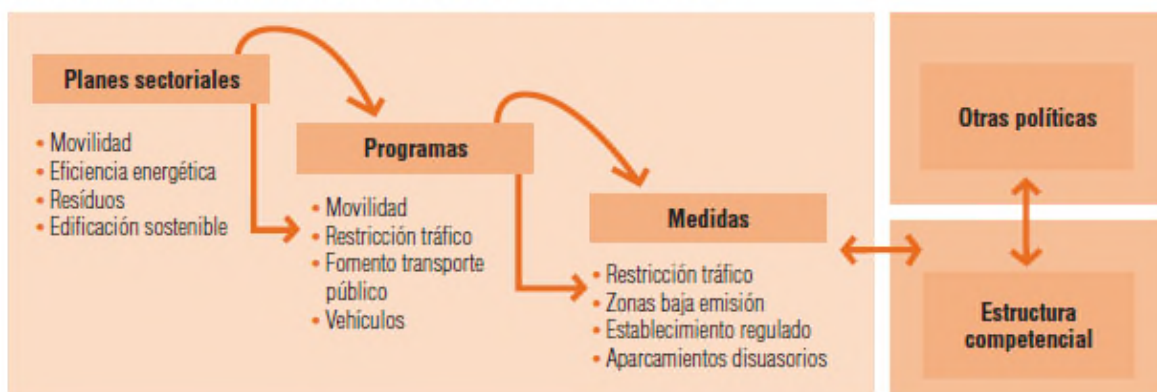 Planes sectoriales
• Movilidad
• Eficiencia energética
• Resíduos
• Edificación sostenible
Programas
• Movilidad
• Restricción tráfico
• Fomento transporte
público
• Vehículos
Medidas
• Restricción tráfico
• Zonas baja emisión
• Establecimiento regulado
• Aparcamientos disuasorios
Otras políticas
Estructura
competencial